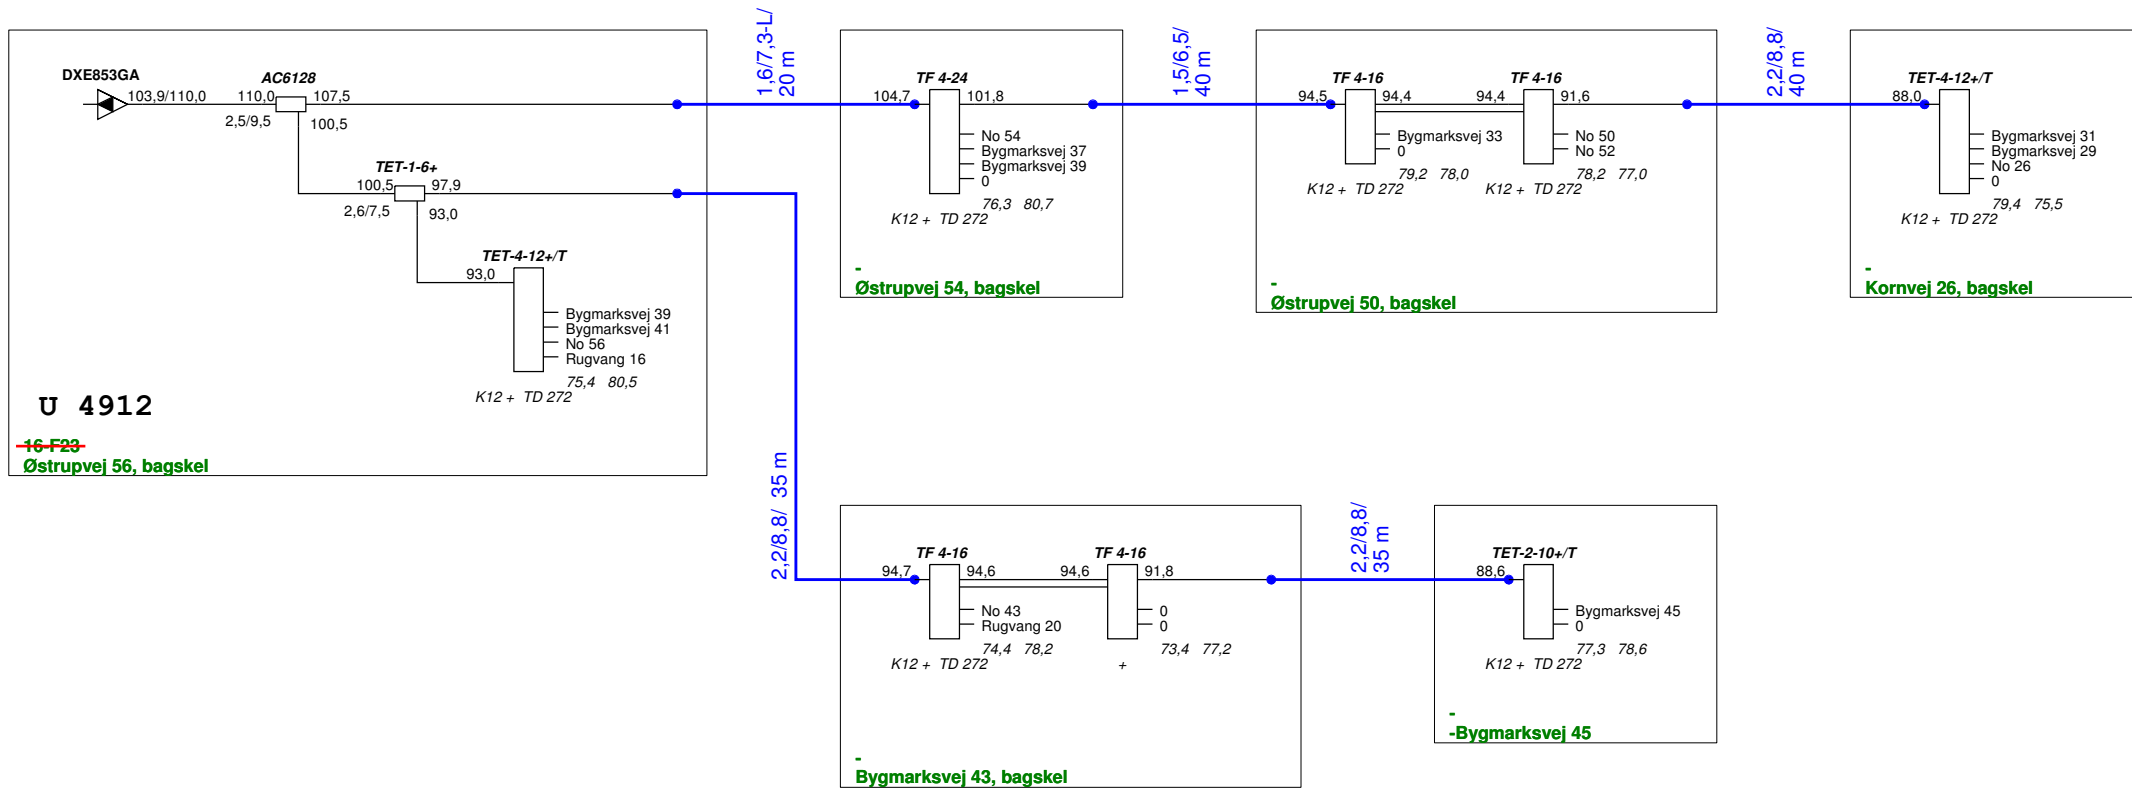 DXE853GA
103,9/110,0
AC6128
110,0
107,5
2,5/9,5
100,5
TET-1-6+
100,5
97,9
2,6/7,5
93,0
TET-4-12+/T
93,0
Bygmarksvej 39
Bygmarksvej 41
No 56
Rugvang 16
75,4 80,5
K12 + TD 272
U 4912
16-F23
Østrupvej 56, bagskel
1,6/7,3-L/
20 m
TF 4-24
104,7
101,8
No 54
Bygmarksvej 37
Bygmarksvej 39
0
76,3 80,7
K12 + TD 272
-
Østrupvej 54, bagskel
1,5/6,5/
40 m
TF 4-16
94,5
94,4
Bygmarksvej 33
0
79,2 78,0
K12 + TD 272
TF 4-16
94,4
91,6
No 50
No 52
78,2 77,0
K12 + TD 272
-
Østrupvej 50, bagskel
2,2/8,8/
40 m
TET-4-12+/T
88,0
Bygmarksvej 31
Bygmarksvej 29
No 26
0
79,4 75,5
K12 + TD 272
-
Kornvej 26, bagskel
2,2/8,8/ 35 m
TF 4-16
94,7
94,6
No 43
Rugvang 20
74,4 78,2
K12 + TD 272
TF 4-16
94,6
91,8
0
0
73,4 77,2
+
-
Bygmarksvej 43, bagskel
2,2/8,8/
35 m
TET-2-10+/T
88,6
Bygmarksvej 45
0
77,3 78,6
K12 + TD 272
-
-Bygmarksvej 45